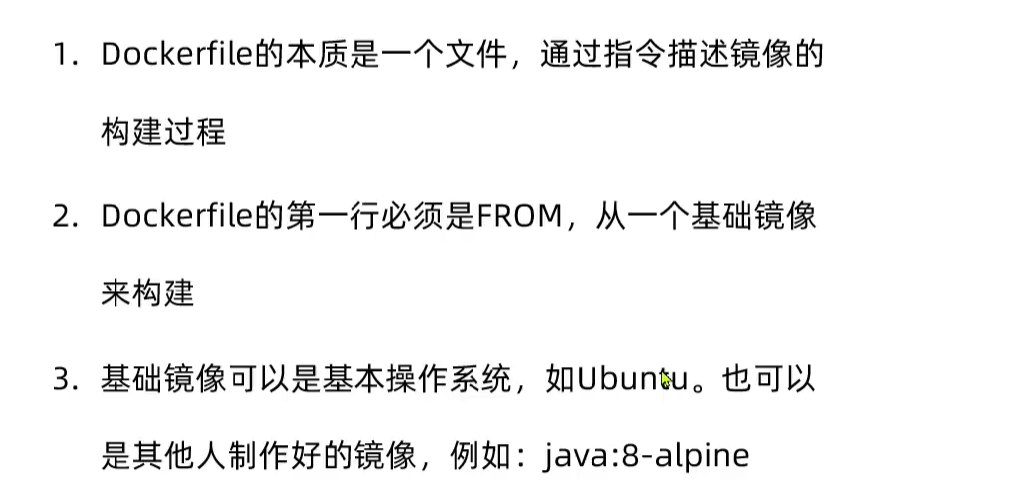 1. Dockerfile的本质是一个文件，通过指令描述镜像的
构建过程
2. Dockerfile的第一行必须是FROM，从一个基础镜像
来构建
3. 基础镜像可以是基本操作系统，如Ubuntu。也可以
是其他人制作好的镜像，例如：java:8-alpine